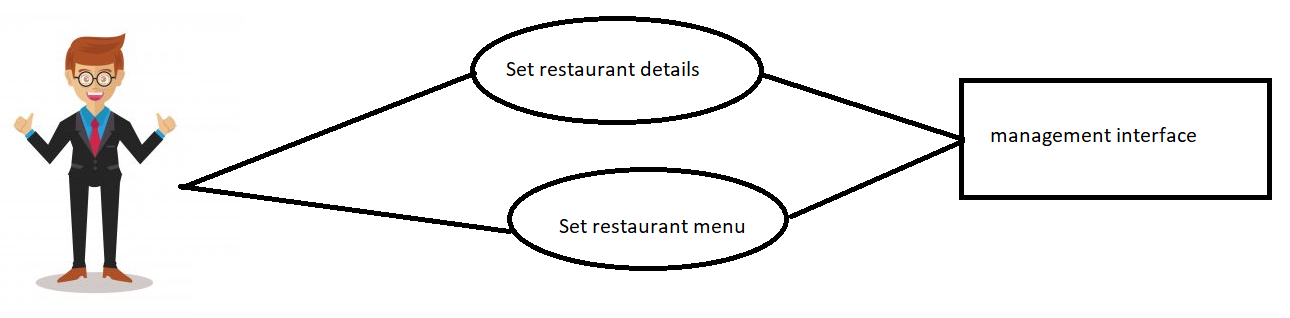 Set restaurant details
management interface
Set restaurant menu